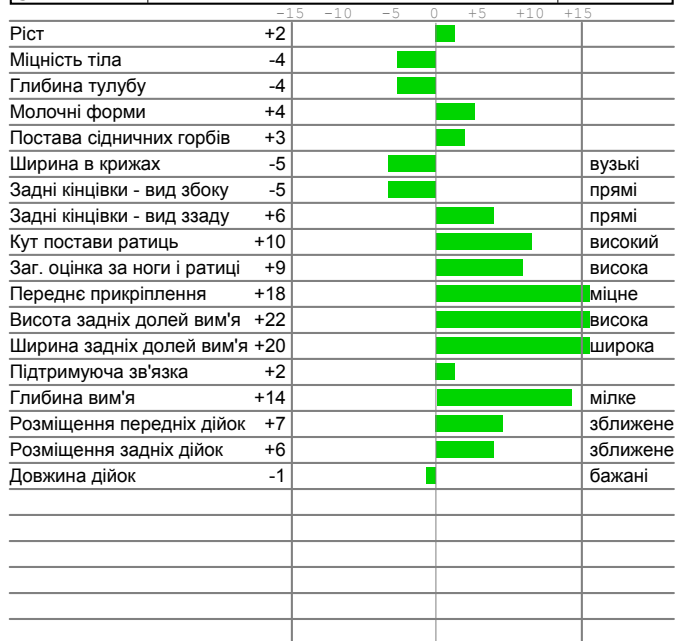 -15 -10 -5 0 +5 +10 +15
Ріст +2
Міцність тіла -4
Глибина тулубу -4
Молочні форми +4
Постава сідничних горбів +3
Ширина в крижах -5 вузькі
Задні кінцівки - вид збоку -5 прямі
Задні кінцівки - вид ззаду +6 прямі
Кут постави ратиць +10 високий
Заг. оцінка за ноги і ратиці +9 висока
Переднє прикріплення +18 міцне
Висота задніх долей вим'я +22 висока
Ширина задніх долей вим'я +20 широка
Підтримуюча зв'язка +2
Глибина вим'я +14 мілке
Розміщення передніх дійок +7 зближене
Розміщення задніх дійок +6 зближене
Довжина дійок -1 бажані